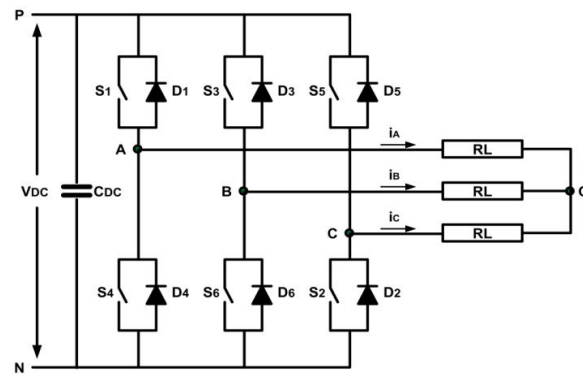 P
S1 D1 S3 D3 S5 D5
A iA RL
VDC CDC B iB RL
C iC RL
S4 D4 S6 D6 S2 D2
N